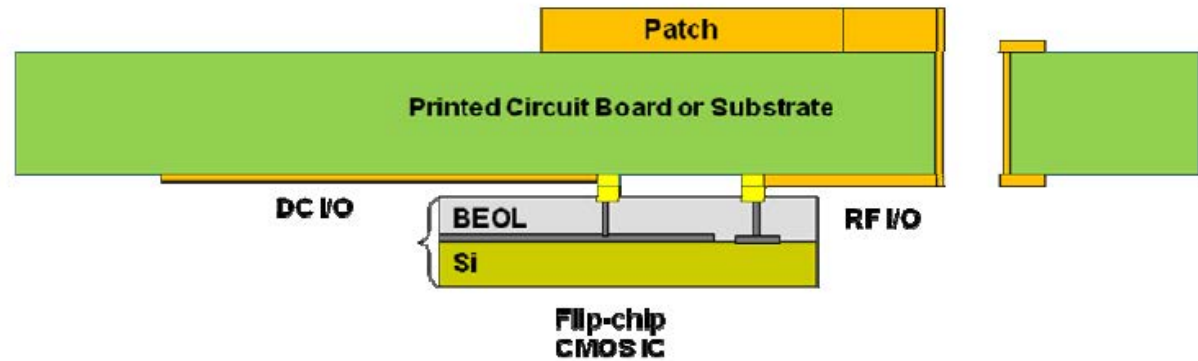 Patch
Printed Circuit Board or Substrate
DC I/O
BEOL
RF I/O
Si
Flip-chip
CMOS IC